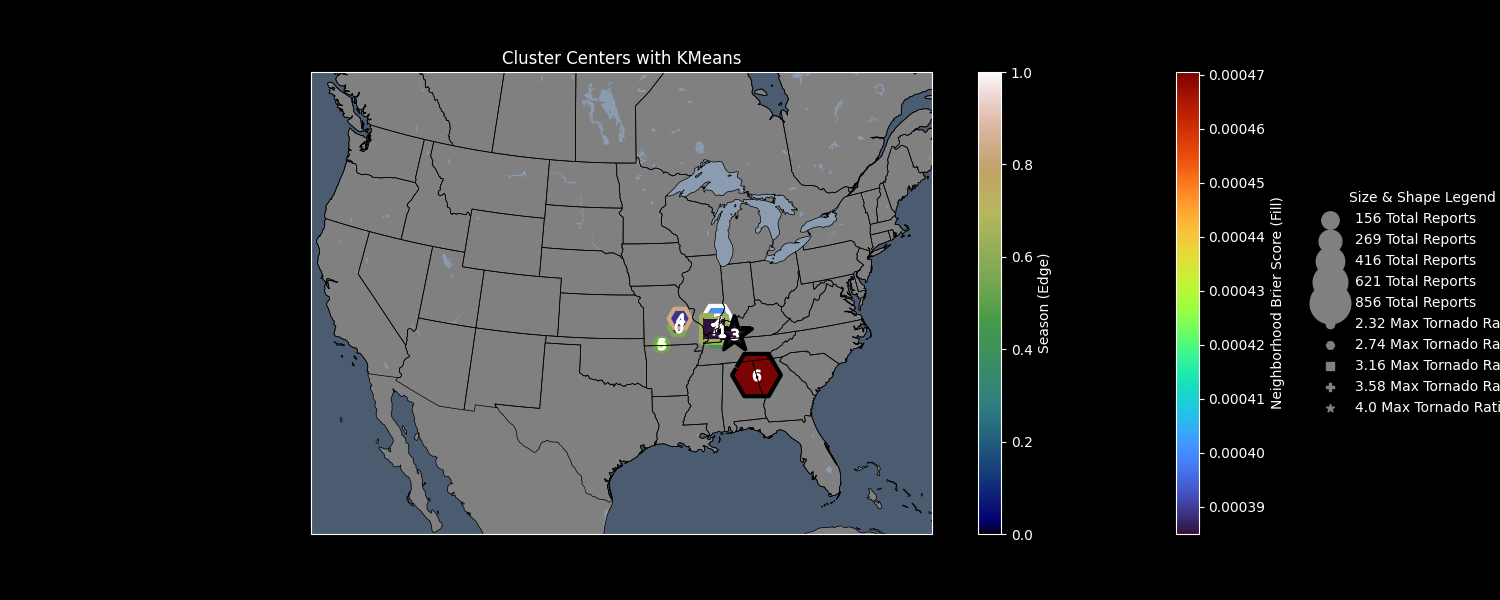 Cluster Centers with KMeans
4
5
1
3
6
1.0
0.8
0.6
0.4
0.2
0.0
Season (Edge)
0.00047
0.00046
0.00045
0.00044
0.00043
0.00042
0.00041
0.00040
0.00039
Neighborhood Brier Score (Fill)
Size & Shape Legend
156 Total Reports
269 Total Reports
416 Total Reports
621 Total Reports
856 Total Reports
2.32 Max Tornado Ra
2.74 Max Tornado Ra
3.16 Max Tornado Ra
3.58 Max Tornado Ra
4.0 Max Tornado Rati